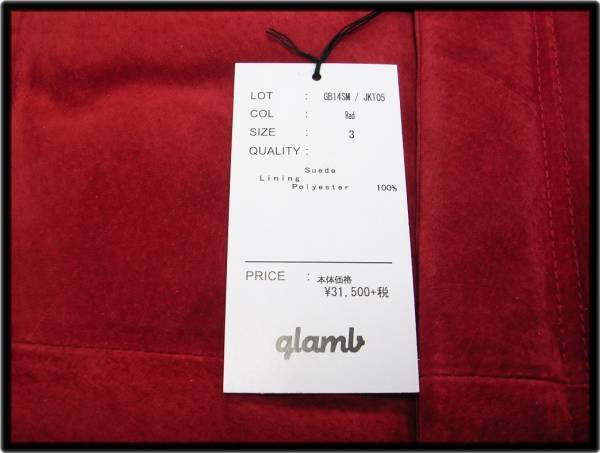 LOT : GB14SM / JKT05
COL : Red
SIZE : 3
QUALITY :
Suede
Lining
Polyester 100%
PRICE : 本体価格
¥31,500+税
glamb